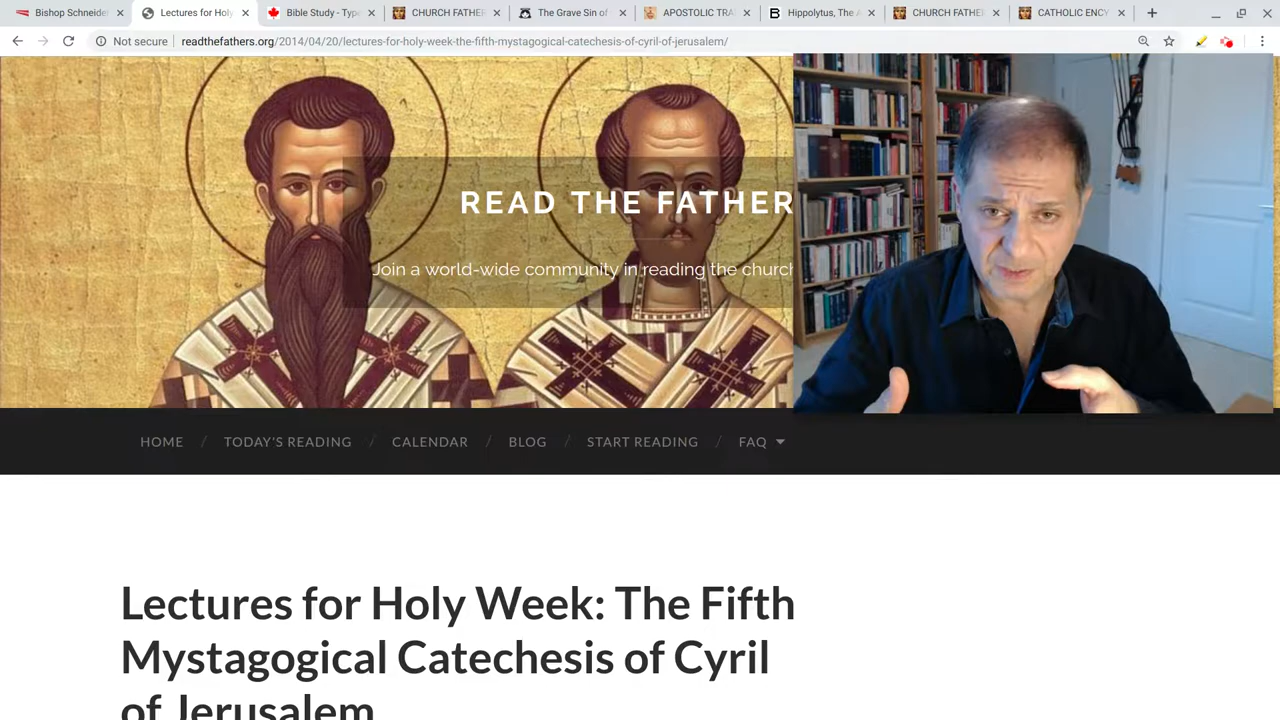 Bishop Schneide
Lectures for Holy
Bible Study - Type
CHURCH FATHER
The Grave Sin of
APOSTOLIC TRA
Hippolytus, The A
CHURCH FATHE
CATHOLIC ENCY
Not secure
readthefathers.org/2014/04/20/lectures-for-holy-week-the-fifth-mystagogical-catechesis-of-cyril-of-jerusalem/
READ THE FATHER
Join a world-wide community in reading the church
HOME / TODAY'S READING / CALENDAR / BLOG / START READING / FAQ
Lectures for Holy Week: The Fifth
Mystagogical Catechesis of Cyril
of Jerusalem